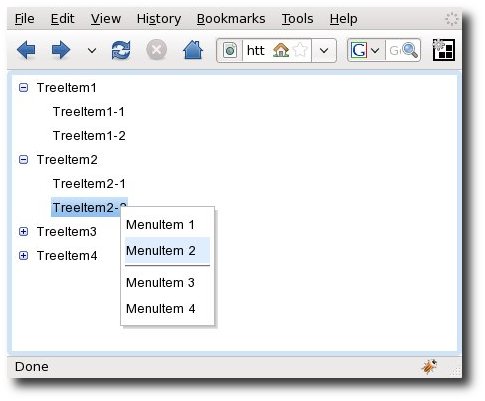 File Edit View History Bookmarks Tools Help
htt G
TreeItem1
TreeItem1-1
TreeItem1-2
TreeItem2
TreeItem2-1
TreeItem2-2
MenuItem 1
MenuItem 2
TreeItem3
TreeItem4
MenuItem 3
MenuItem 4
Done